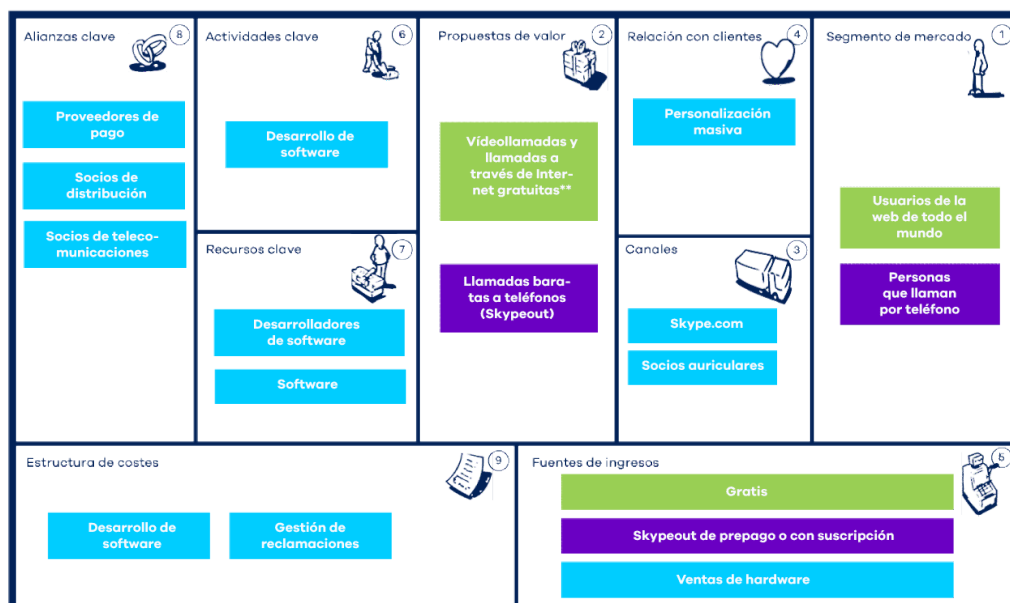 Alianzas clave
8
Proveedores de
pago
Socios de
distribución
Socios de teleco-
municaciones
Actividades clave
6
Desarrollo de
software
Recursos clave
7
Desarrolladores
de software
Software
Propuestas de valor
2
Vídeollamadas y
llamadas a
través de Inter-
net gratuitas**
Llamadas bara-
tas a teléfonos
(Skypeout)
Relación con clientes
4
Personalización
masiva
Canales
3
Skype.com
Socios auriculares
Segmento de mercado
1
Usuarios de la
web de todo el
mundo
Personas
que llaman
por teléfono
Estructura de costes
9
Desarrollo de
software
Gestión de
reclamaciones
Fuentes de ingresos
5
Gratis
Skypeout de prepago o con suscripción
Ventas de hardware